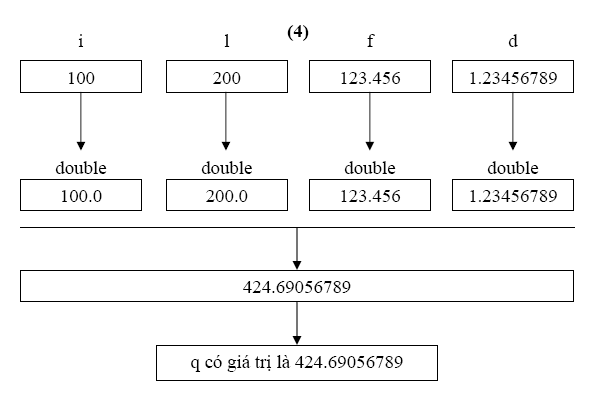 (4)
i l f d
100 200 123.456 1.23456789
double double double double
100.0 200.0 123.456 1.23456789
424.69056789
q có giá trị là 424.69056789